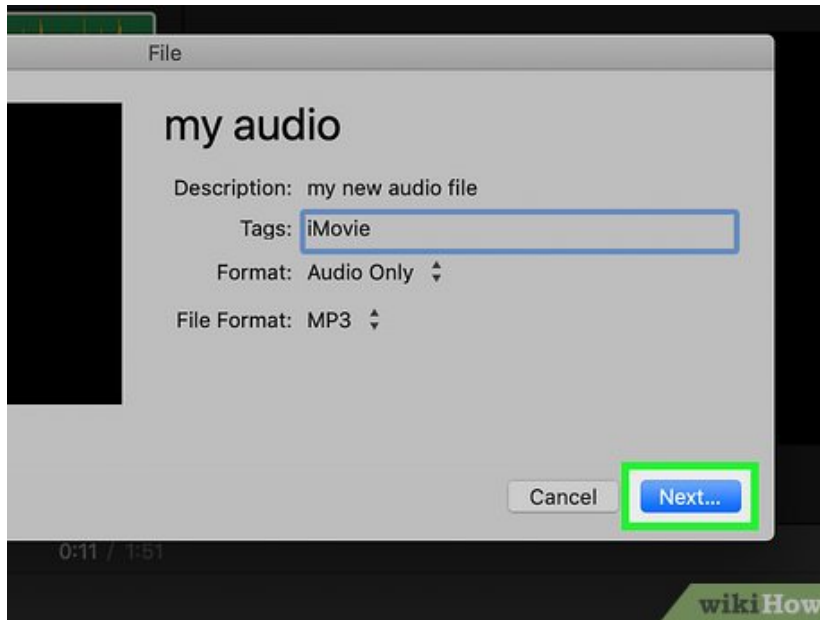 File
my audio
Description: my new audio file
Tags: iMovie
Format: Audio Only
File Format: MP3
Cancel Next...
0:11 / 1:51
wikiHow